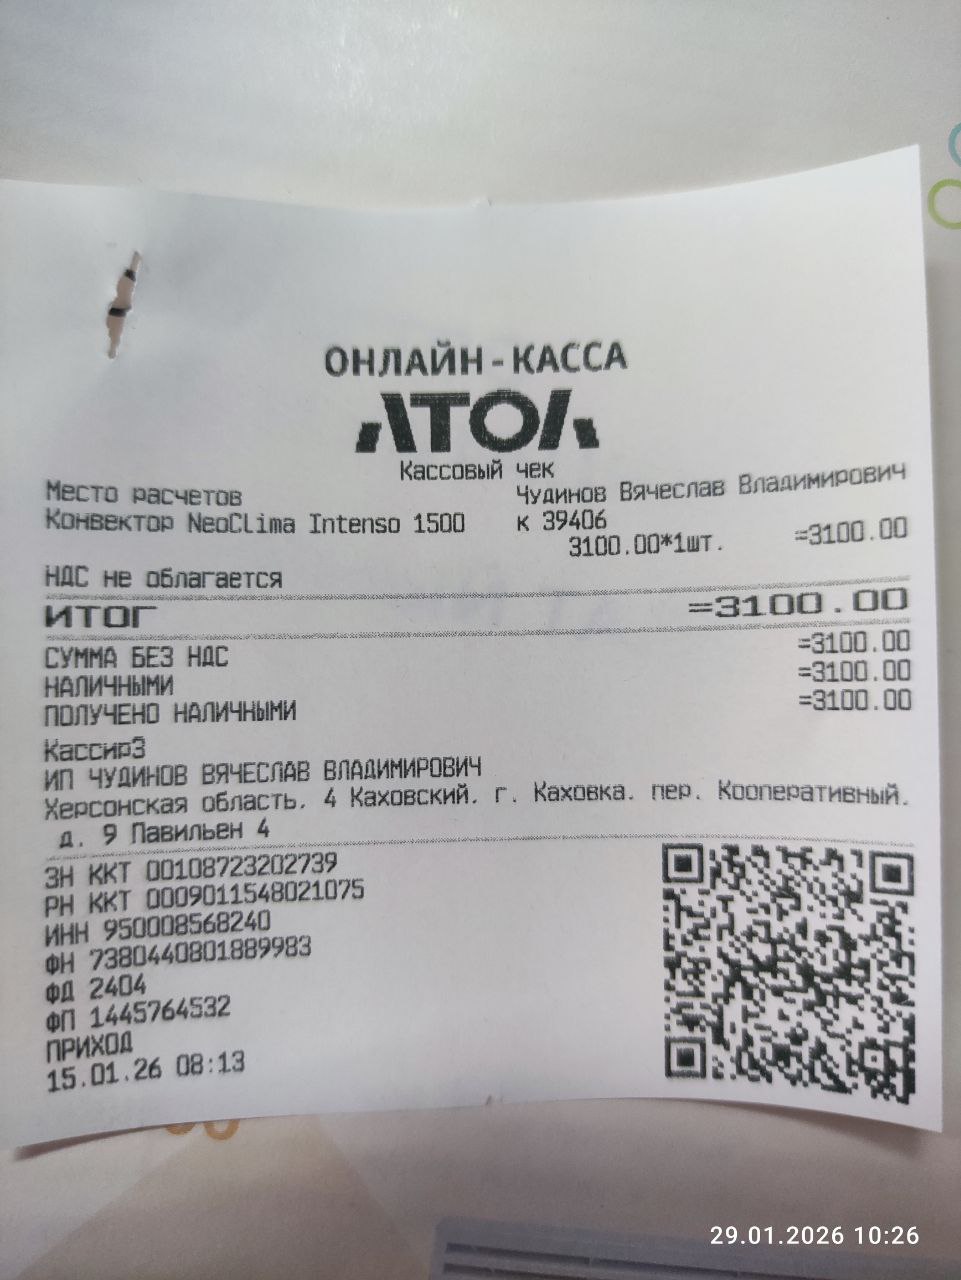 ОНЛАЙН-КАССА
АТОЛ
Кассовый чек
Место расчетов Чудинов Вячеслав Владимирович
Конвектор NeoCLima Intenso 1500 к 39406
3100.00*1шт. =3100.00
НДС не облагается
ИТОГ =3100.00
СУММА БЕЗ НДС =3100.00
НАЛИЧНЫМИ =3100.00
ПОЛУЧЕНО НАЛИЧНЫМИ =3100.00
Кассир3
ИП ЧУДИНОВ ВЯЧЕСЛАВ ВЛАДИМИРОВИЧ
Херсонская область, 4 Каховский, г. Каховка, пер. Кооперативный,
д. 9 Павильен 4
ЗН ККТ 00108723202739
РН ККТ 0009011548021075
ИНН 950008568240
ФН 7380440801889983
ФД 2404
ФП 1445764532
ПРИХОД
15.01.26 08:13
29.01.2026 10:26